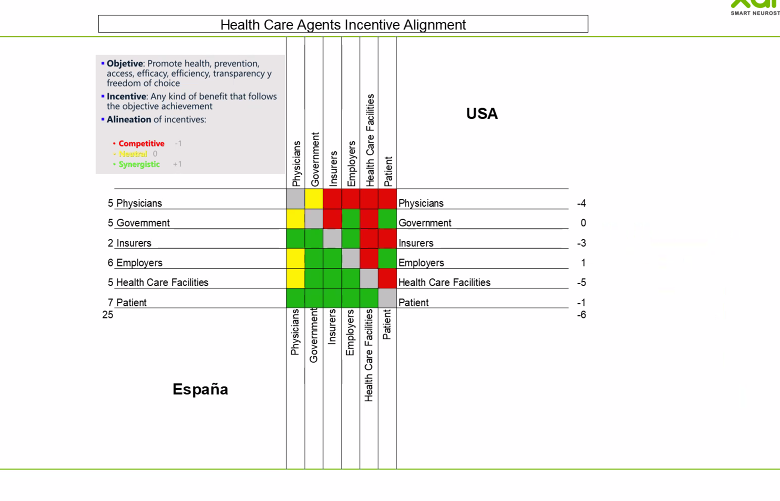 SMART NEUROST
Health Care Agents Incentive Alignment
▪ Objetive: Promote health, prevention,
access, efficacy, efficiency, transparency y
freedom of choice
▪ Incentive: Any kind of benefit that follows
the objective achievement
▪ Alineation of incentives:
• Competitive -1
• Neutral 0
• Synergistic +1
USA
Physicians
Government
Insurers
Employers
Health Care Facilities
Patient
5 Physicians Physicians -4
5 Government Government 0
2 Insurers Insurers -3
6 Employers Employers 1
5 Health Care Facilities Health Care Facilities -5
7 Patient Patient -1
25 -6
Physicians
Government
Insurers
Employers
Health Care Facilities
Patient
España